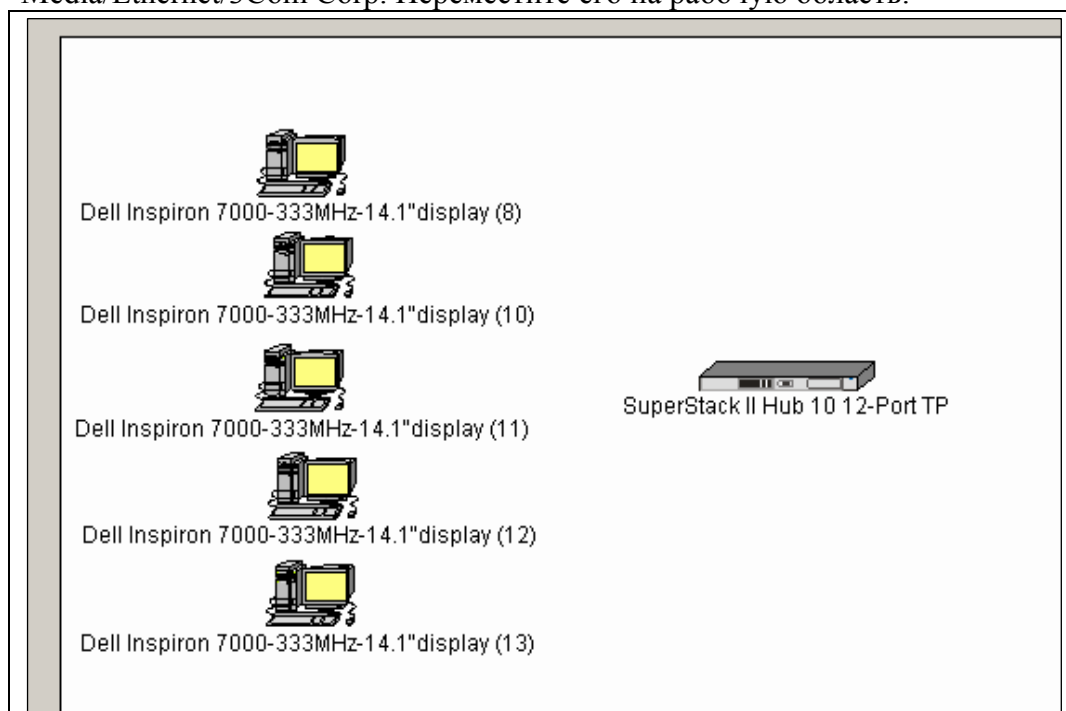 Media/Ethernet/3Com Corp. Переместите его на рабочую область.
Dell Inspiron 7000-333MHz-14.1"display (8)
Dell Inspiron 7000-333MHz-14.1"display (10)
Dell Inspiron 7000-333MHz-14.1"display (11)
SuperStack II Hub 10 12-Port TP
Dell Inspiron 7000-333MHz-14.1"display (12)
Dell Inspiron 7000-333MHz-14.1"display (13)